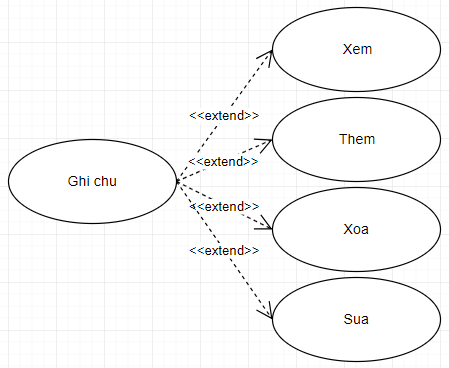 Xem
<<extend>>
Them
<<extend>>
Ghi chu
<<extend>>
Xoa
<<extend>>
Sua